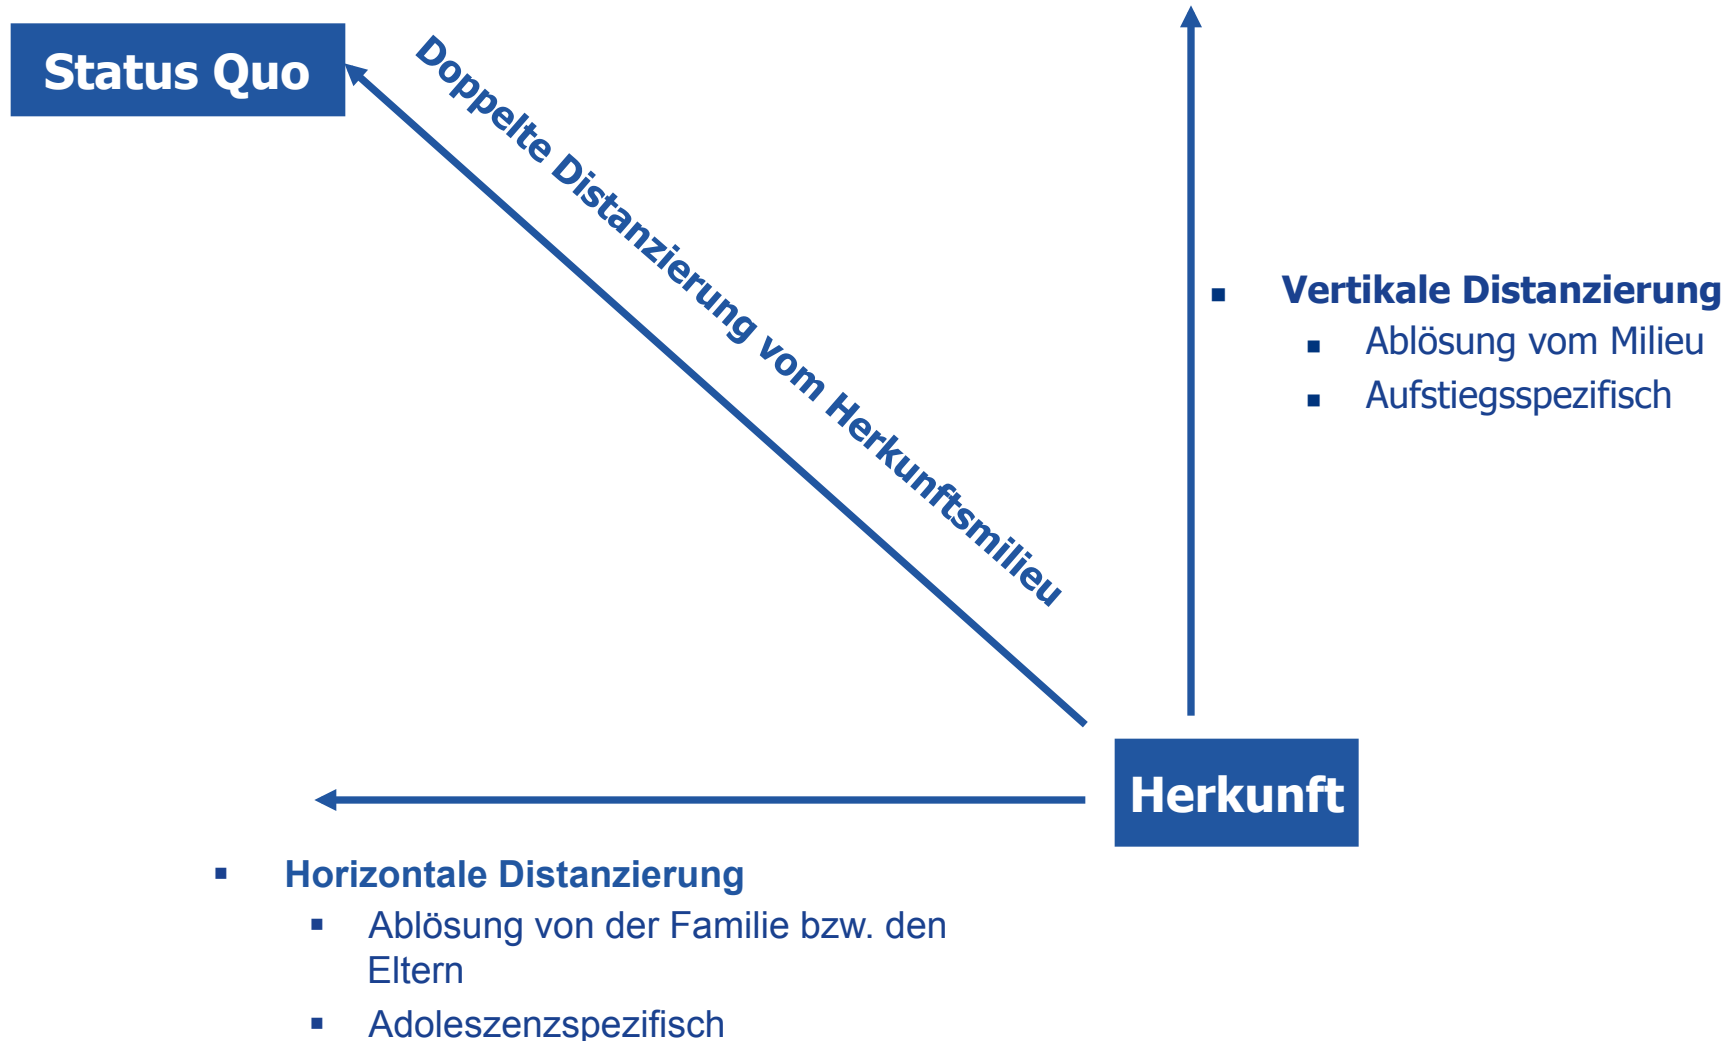 Status Quo
Doppelte Distanzierung vom Herkunftsmilieu
▪ Vertikale Distanzierung
▪ Ablösung vom Milieu
▪ Aufstiegsspezifisch
Herkunft
▪ Horizontale Distanzierung
▪ Ablösung von der Familie bzw. den
Eltern
▪ Adoleszenzspezifisch